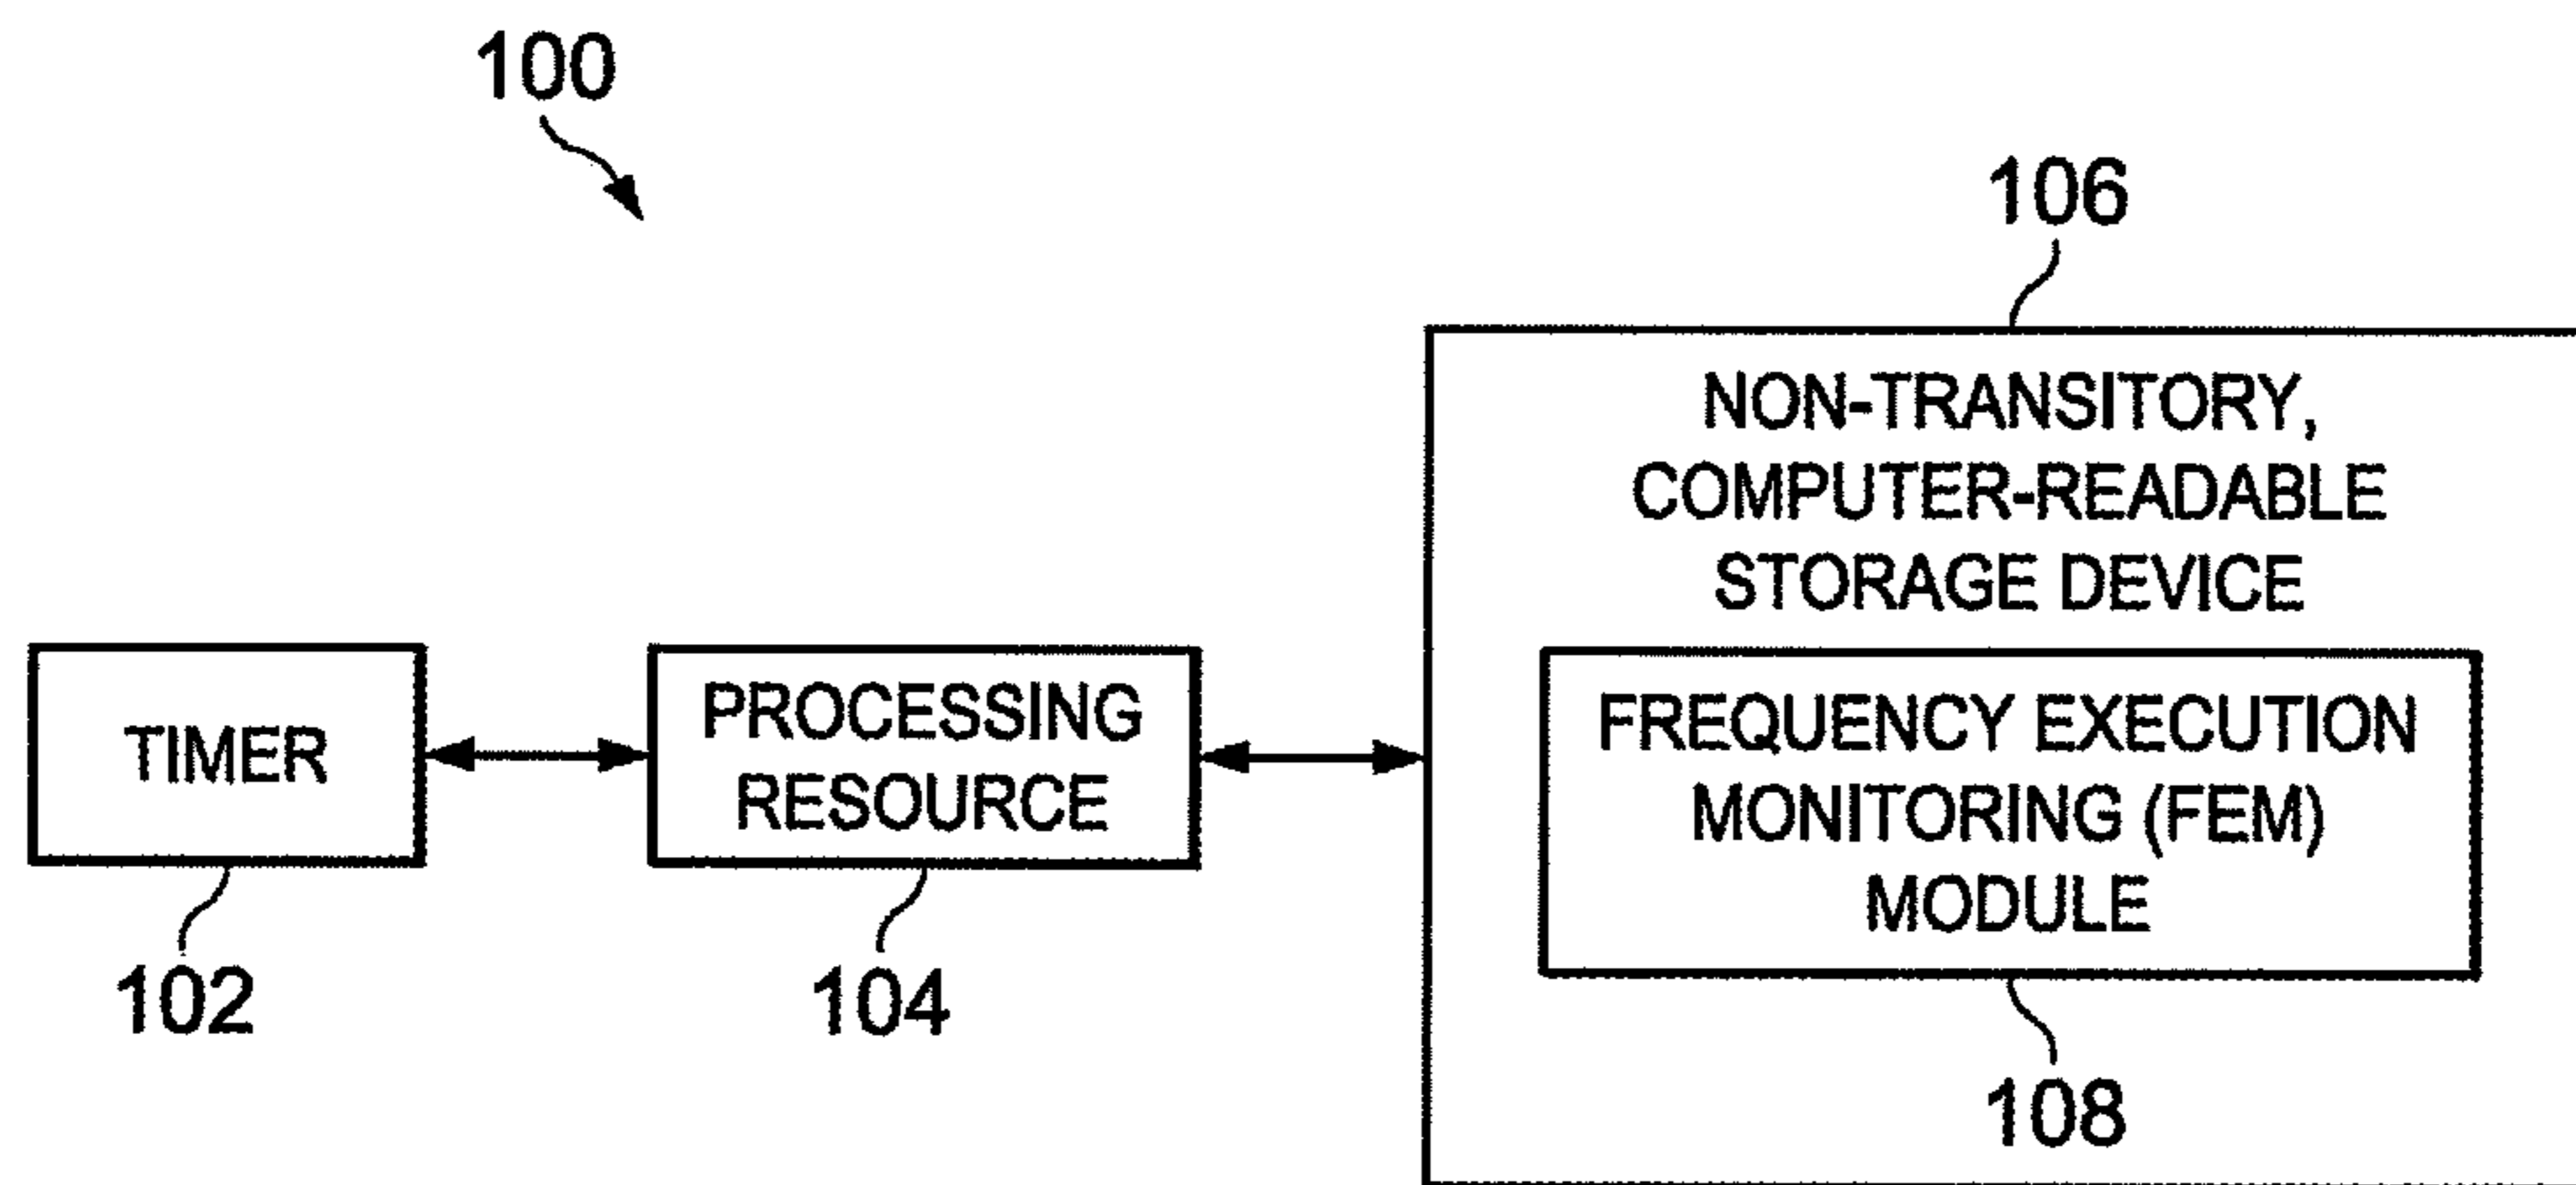 100
106
NON-TRANSITORY,
COMPUTER-READABLE
STORAGE DEVICE
TIMER
PROCESSING
RESOURCE
FREQUENCY EXECUTION
MONITORING (FEM)
MODULE
102
104
108